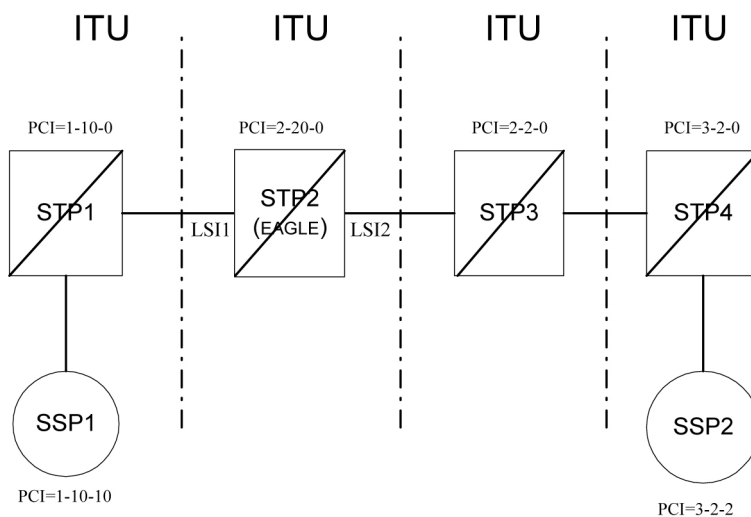 ITU ITU ITU ITU
PCI=1-10-0 PCI=2-20-0 PCI=2-2-0 PCI=3-2-0
STP1 STP2 STP3 STP4
(EAGLE)
LSI1 LSI2
SSP1 SSP2
PCI=1-10-10 PCI=3-2-2